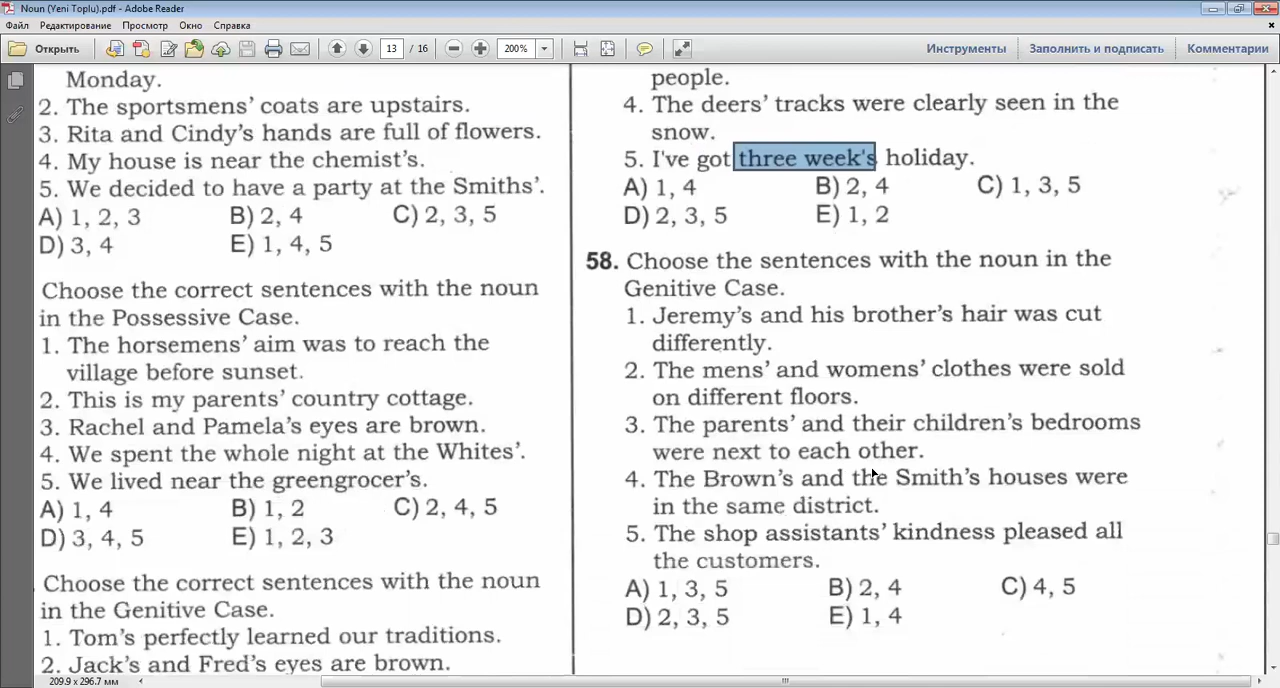 Noun (Yeni Toplu).pdf - Adobe Reader
Файл Редактирование Просмотр Окно Справка
Открыть 13 / 16 200% Инструменты Заполнить и подписать Комментарии
Monday.
2. The sportsmens’ coats are upstairs.
3. Rita and Cindy’s hands are full of flowers.
4. My house is near the chemist’s.
5. We decided to have a party at the Smiths’.
A) 1, 2, 3 B) 2, 4 C) 2, 3, 5
D) 3, 4 E) 1, 4, 5
Choose the correct sentences with the noun
in the Possessive Case.
1. The horsemens’ aim was to reach the
village before sunset.
2. This is my parents’ country cottage.
3. Rachel and Pamela’s eyes are brown.
4. We spent the whole night at the Whites’.
5. We lived near the greengrocer’s.
A) 1, 4 B) 1, 2 C) 2, 4, 5
D) 3, 4, 5 E) 1, 2, 3
Choose the correct sentences with the noun
in the Genitive Case.
1. Tom’s perfectly learned our traditions.
2. Jack’s and Fred’s eyes are brown.
people.
4. The deers’ tracks were clearly seen in the
snow.
5. I've got three week's holiday.
A) 1, 4 B) 2, 4 C) 1, 3, 5
D) 2, 3, 5 E) 1, 2
58. Choose the sentences with the noun in the
Genitive Case.
1. Jeremy’s and his brother’s hair was cut
differently.
2. The mens’ and womens’ clothes were sold
on different floors.
3. The parents’ and their children’s bedrooms
were next to each other.
4. The Brown’s and the Smith’s houses were
in the same district.
5. The shop assistants’ kindness pleased all
the customers.
A) 1, 3, 5 B) 2, 4 C) 4, 5
D) 2, 3, 5 E) 1, 4
209.9 x 296.7 мм